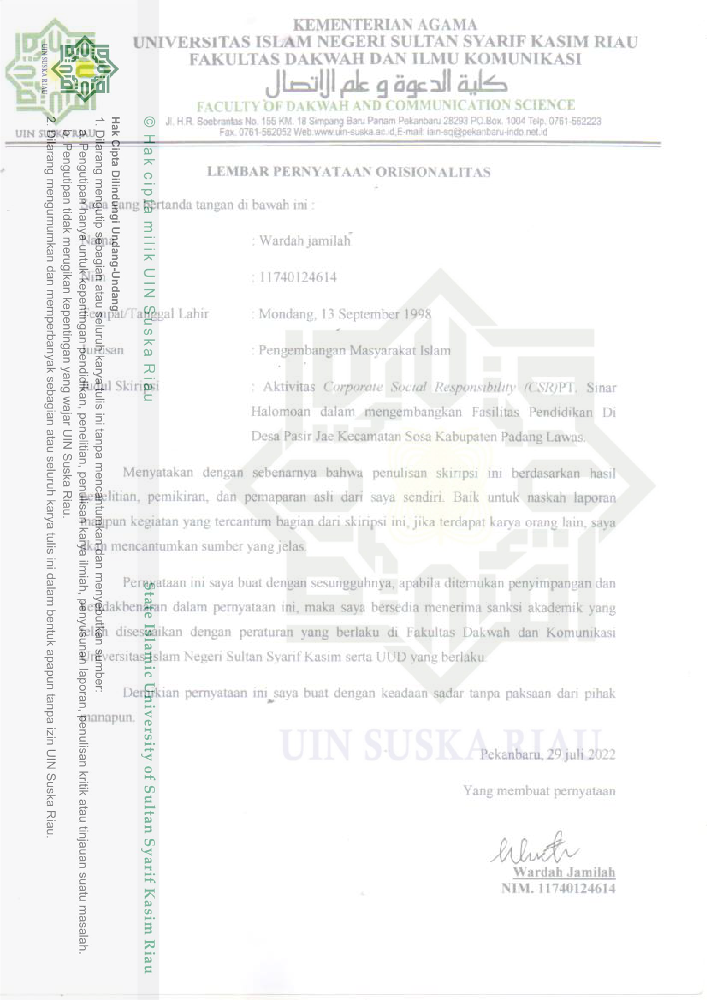 KEMENTERIAN AGAMA
UNIVERSITAS ISLAM NEGERI SULTAN SYARIF KASIM RIAU
FAKULTAS DAKWAH DAN ILMU KOMUNIKASI
كلية الدعوة و علم الاتصال
FACULTY OF DAKWAH AND COMMUNICATION SCIENCE
Jl. H.R. Soebrantas No. 155 KM. 18 Simpang Baru Panam Pekanbaru 28293 PO.Box. 1004 Telp. 0761-562223
Fax. 0761-562052 Web.www.uin-suska.ac.id,E-mail: iain-sq@pekanbaru-indo.net.id
UIN SUSKA RIAU
UIN SUSKA RIAU
LEMBAR PERNYATAAN ORISIONALITAS
Saya yang bertanda tangan di bawah ini :
Nama : Wardah jamilah
Nim : 11740124614
Tempat/Tanggal Lahir : Mondang, 13 September 1998
Jurusan : Pengembangan Masyarakat Islam
Judul Skiripsi : Aktivitas Corporate Social Responsibility (CSR)PT. Sinar
Halomoan dalam mengembangkan Fasilitas Pendidikan Di
Desa Pasir Jae Kecamatan Sosa Kabupaten Padang Lawas.
Menyatakan dengan sebenarnya bahwa penulisan skiripsi ini berdasarkan hasil
penelitian, pemikiran, dan pemaparan asli dari saya sendiri. Baik untuk naskah laporan
maupun kegiatan yang tercantum bagian dari skiripsi ini, jika terdapat karya orang lain, saya
akan mencantumkan sumber yang jelas.
Pernyataan ini saya buat dengan sesungguhnya, apabila ditemukan penyimpangan dan
ketidakbenaran dalam pernyataan ini, maka saya bersedia menerima sanksi akademik yang
telah disesuaikan dengan peraturan yang berlaku di Fakultas Dakwah dan Komunikasi
Universitas Islam Negeri Sultan Syarif Kasim serta UUD yang berlaku.
Demikian pernyataan ini saya buat dengan keadaan sadar tanpa paksaan dari pihak
manapun.
UIN SUSKA RIAU
Pekanbaru, 29 juli 2022
Yang membuat pernyataan
Wardah Jamilah
NIM. 11740124614
© Hak cipta milik UIN Suska Riau
State Islamic University of Sultan Syarif Kasim Riau
Hak Cipta Dilindungi Undang-Undang
1. Dilarang mengutip sebagian atau seluruh karya tulis ini tanpa mencantumkan dan menyebutkan sumber:
a. Pengutipan hanya untuk kepentingan pendidikan, penelitian, penulisan karya ilmiah, penyusunan laporan, penulisan kritik atau tinjauan suatu masalah.
b. Pengutipan tidak merugikan kepentingan yang wajar UIN Suska Riau.
2. Dilarang mengumumkan dan memperbanyak sebagian atau seluruh karya tulis ini dalam bentuk apapun tanpa izin UIN Suska Riau.